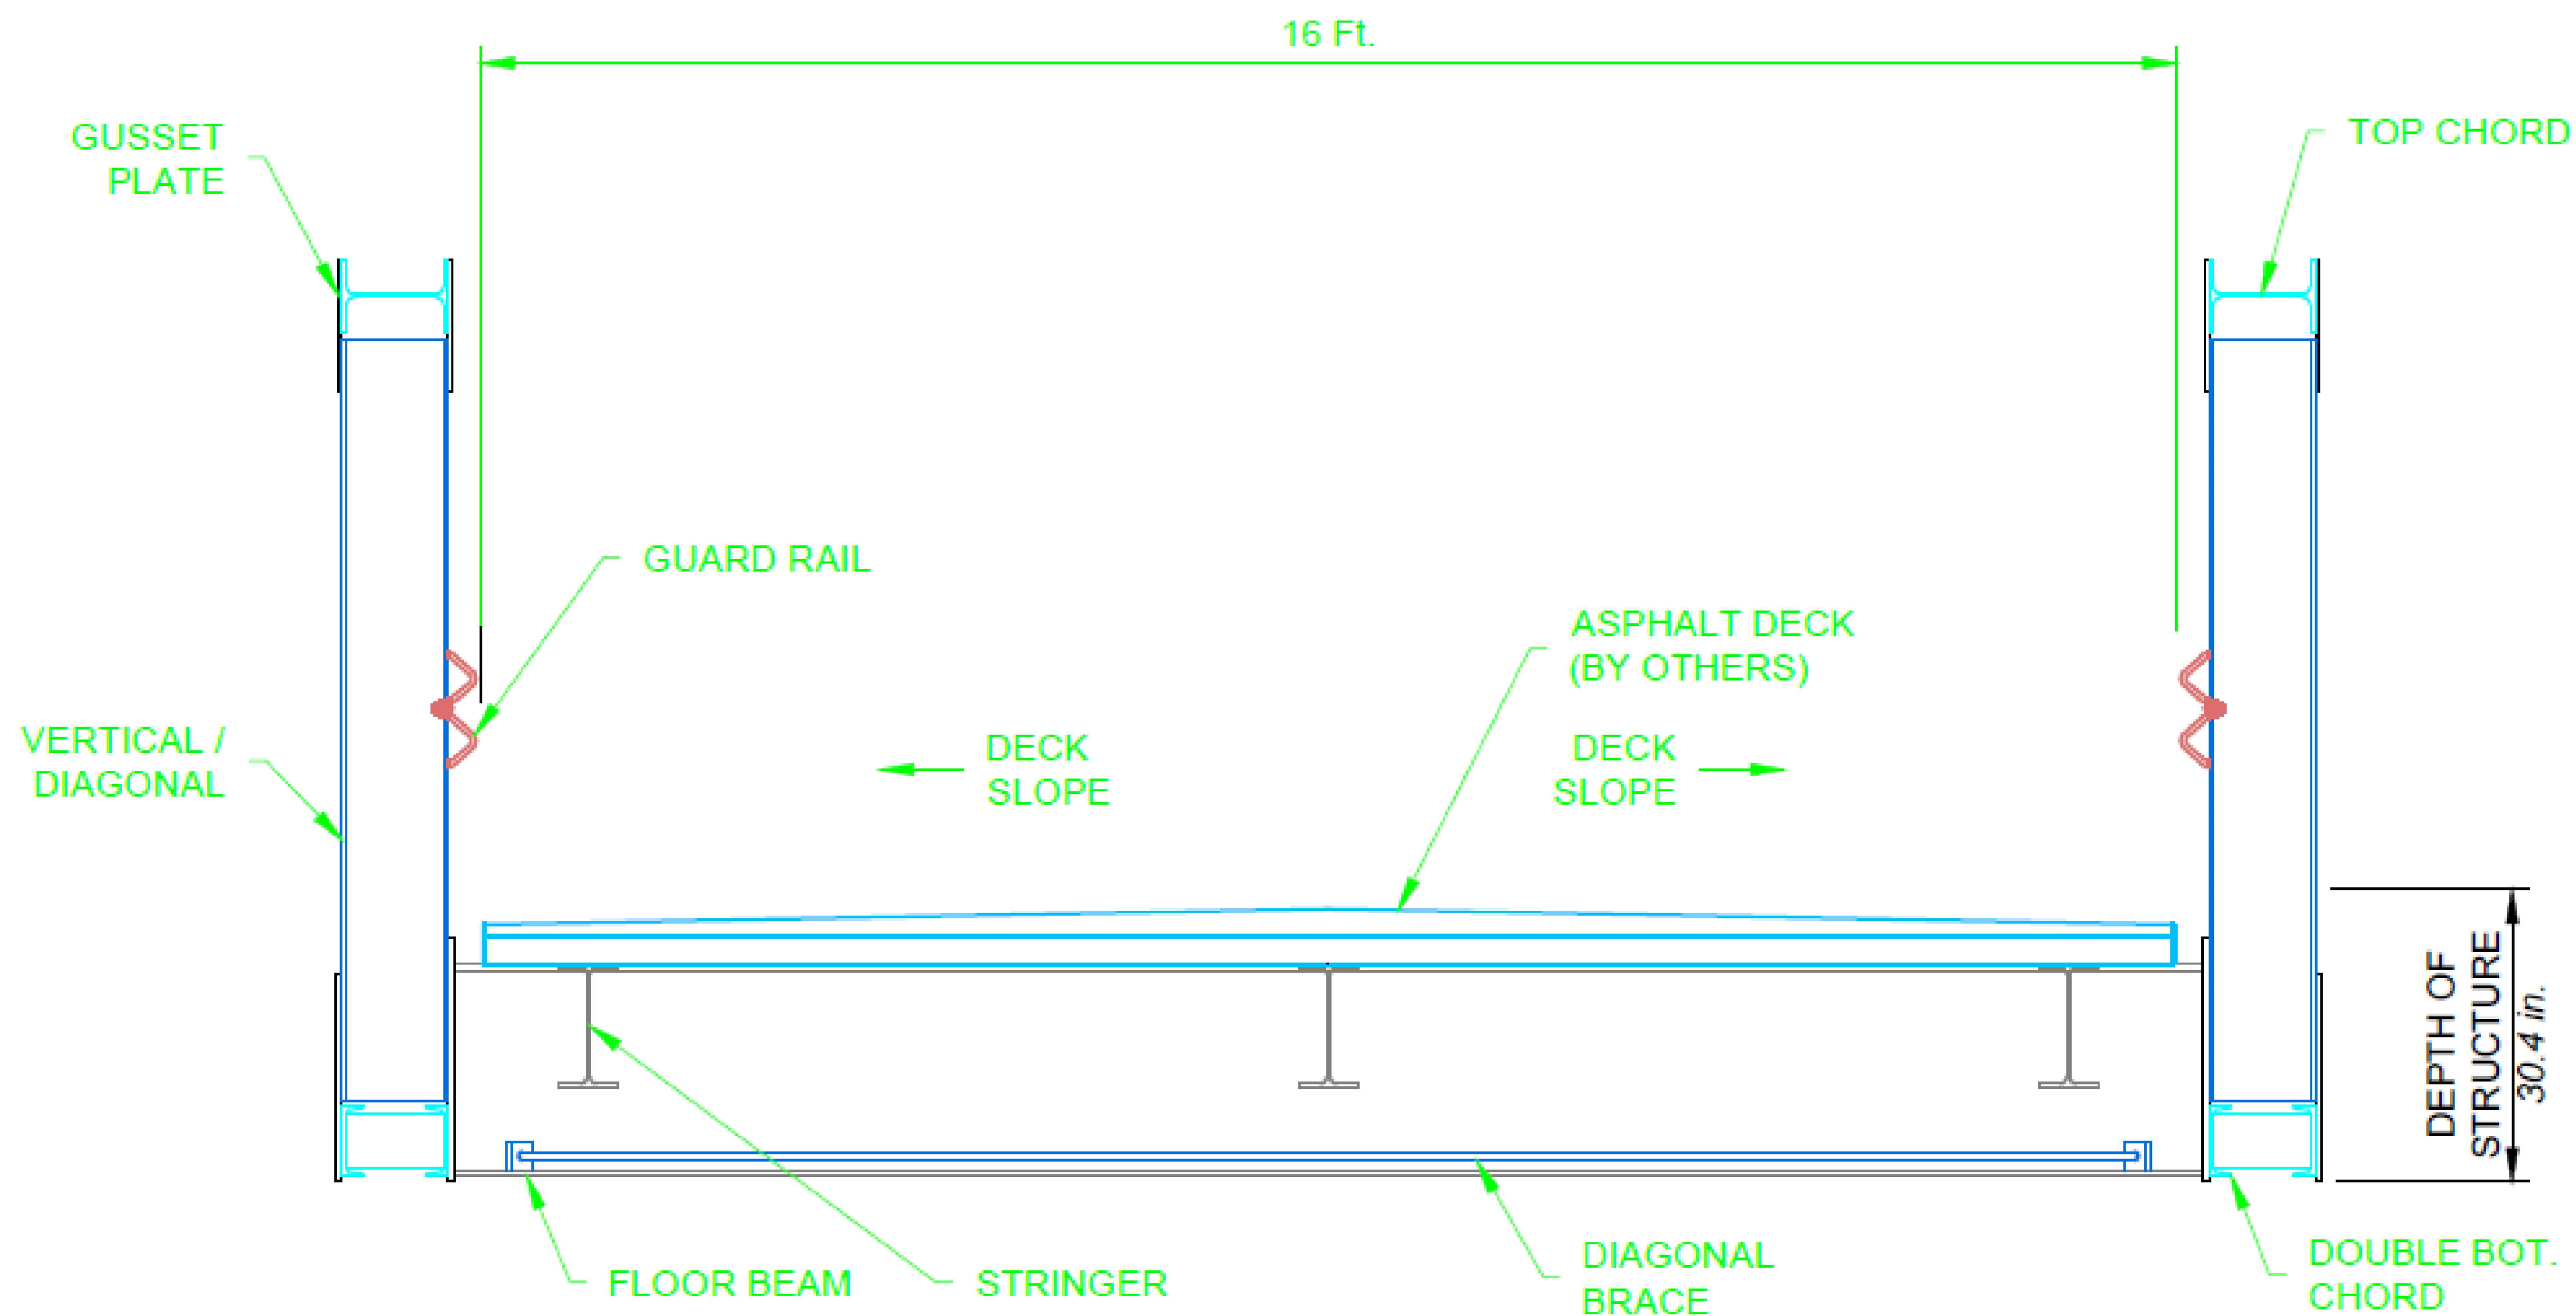 16 Ft.
GUSSET
PLATE
TOP CHORD
GUARD RAIL
ASPHALT DECK
(BY OTHERS)
VERTICAL /
DIAGONAL
DECK
SLOPE
DECK
SLOPE
DEPTH OF
STRUCTURE
30.4 in.
FLOOR BEAM
STRINGER
DIAGONAL
BRACE
DOUBLE BOT.
CHORD